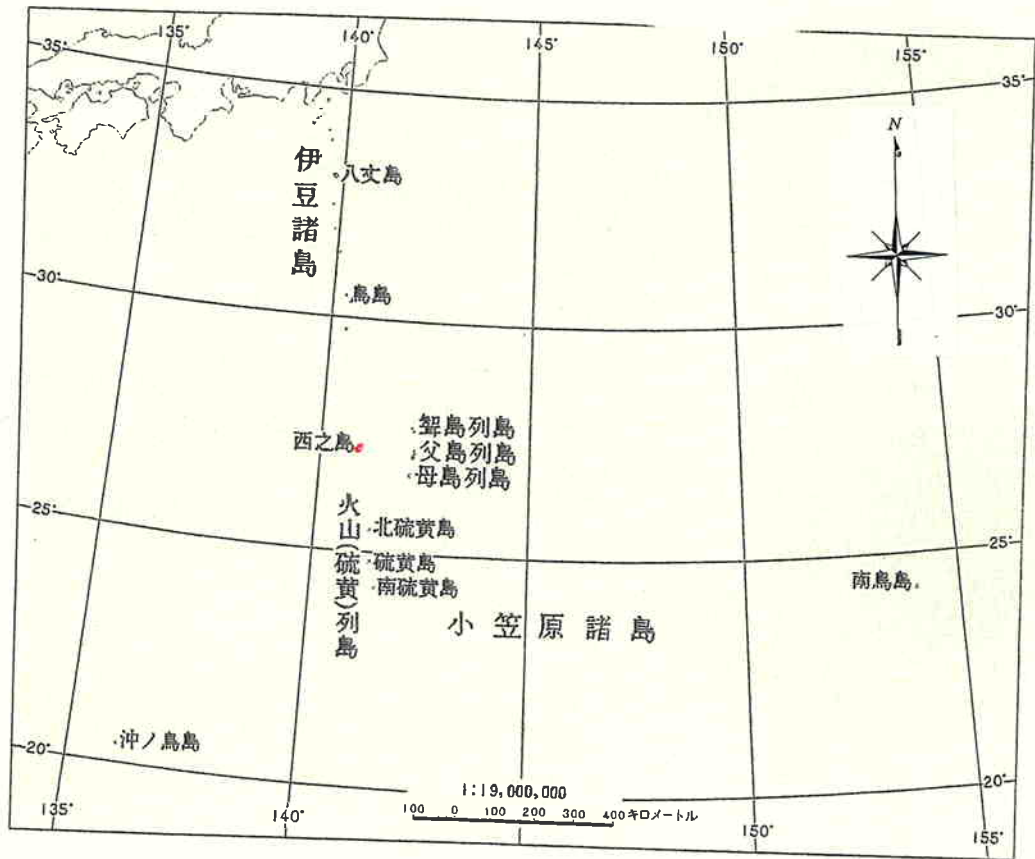 135°
140°
145°
150°
155°
35°
35°
伊豆諸島
八丈島
N
30°
鳥島
30°
西之島
聟島列島
父島列島
母島列島
25°
火山(硫黄)列島
北硫黄島
硫黄島
南硫黄島
25°
南鳥島
小笠原諸島
沖ノ鳥島
20°
20°
1:19,000,000
100 0 100 200 300 400キロメートル
135°
140°
150°
155°